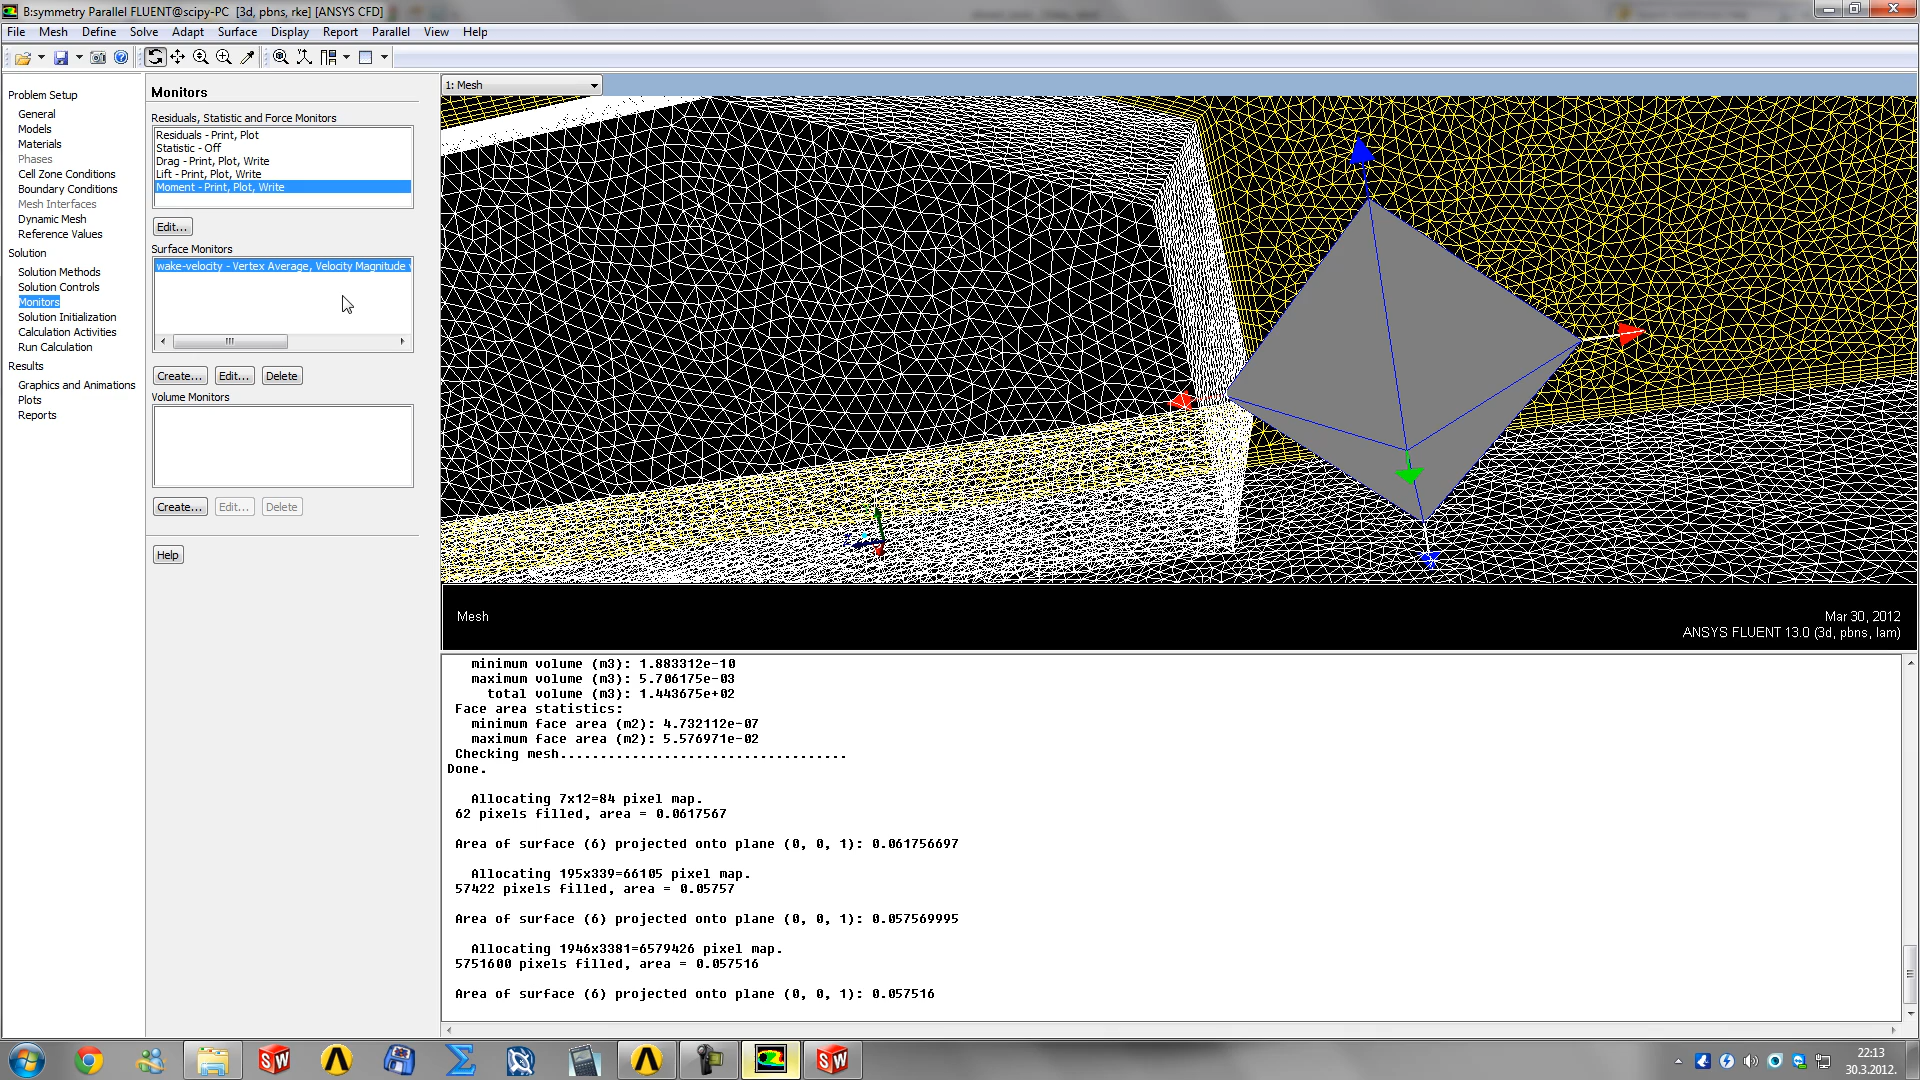 B:symmetry Parallel FLUENT@scipy-PC [3d, pbns, rke] [ANSYS CFD]
File Mesh Define Solve Adapt Surface Display Report Parallel View Help
Problem Setup
General
Models
Materials
Phases
Cell Zone Conditions
Boundary Conditions
Mesh Interfaces
Dynamic Mesh
Reference Values
Solution
Solution Methods
Solution Controls
Monitors
Solution Initialization
Calculation Activities
Run Calculation
Results
Graphics and Animations
Plots
Reports
Monitors
Residuals, Statistic and Force Monitors
Residuals - Print, Plot
Statistic - Off
Drag - Print, Plot, Write
Lift - Print, Plot, Write
Moment - Print, Plot, Write
Edit...
Surface Monitors
wake-velocity - Vertex Average, Velocity Magnitude
Create... Edit... Delete
Volume Monitors
Create... Edit... Delete
Help
1: Mesh
Mesh
Mar 30, 2012
ANSYS FLUENT 13.0 (3d, pbns, lam)
minimum volume (m3): 1.883312e-10
maximum volume (m3): 5.706175e-03
total volume (m3): 1.443675e+02
Face area statistics:
minimum face area (m2): 4.732112e-07
maximum face area (m2): 5.576971e-02
Checking mesh....................................
Done.
Allocating 7x12=84 pixel map.
62 pixels filled, area = 0.0617567
Area of surface (6) projected onto plane (0, 0, 1): 0.061756697
Allocating 195x339=66105 pixel map.
57422 pixels filled, area = 0.05757
Area of surface (6) projected onto plane (0, 0, 1): 0.057569995
Allocating 1946x3381=6579426 pixel map.
5751600 pixels filled, area = 0.057516
Area of surface (6) projected onto plane (0, 0, 1): 0.057516
SW
SW
22:13
30.3.2012.